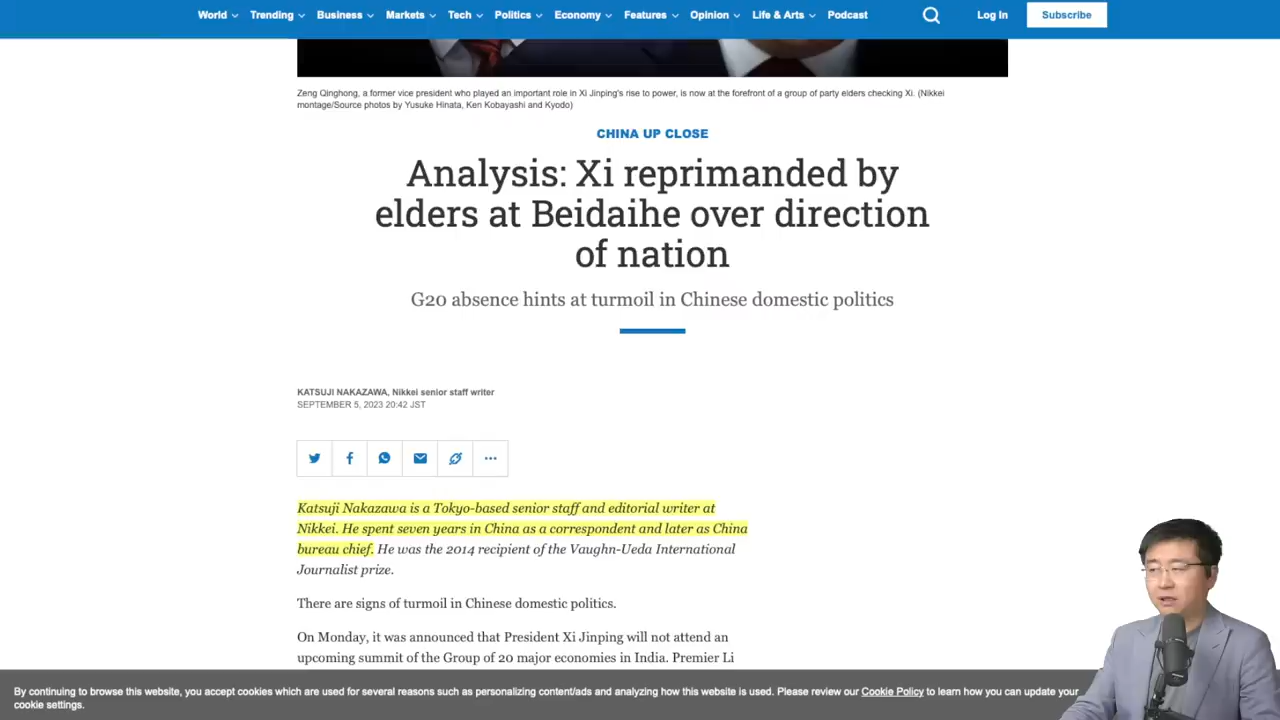 World Trending Business Markets Tech Politics Economy Features Opinion Life & Arts Podcast Log In Subscribe
Zeng Qinghong, a former vice president who played an important role in Xi Jinping's rise to power, is now at the forefront of a group of party elders checking Xi. (Nikkei
montage/Source photos by Yusuke Hinata, Ken Kobayashi and Kyodo)
CHINA UP CLOSE
Analysis: Xi reprimanded by
elders at Beidaihe over direction
of nation
G20 absence hints at turmoil in Chinese domestic politics
KATSUJI NAKAZAWA, Nikkei senior staff writer
SEPTEMBER 5, 2023 20:42 JST
Katsuji Nakazawa is a Tokyo-based senior staff and editorial writer at
Nikkei. He spent seven years in China as a correspondent and later as China
bureau chief. He was the 2014 recipient of the Vaughn-Ueda International
Journalist prize.
There are signs of turmoil in Chinese domestic politics.
On Monday, it was announced that President Xi Jinping will not attend an
upcoming summit of the Group of 20 major economies in India. Premier Li
By continuing to browse this website, you accept cookies which are used for several reasons such as personalizing content/ads and analyzing how this website is used. Please review our Cookie Policy to learn how you can update your
cookie settings.